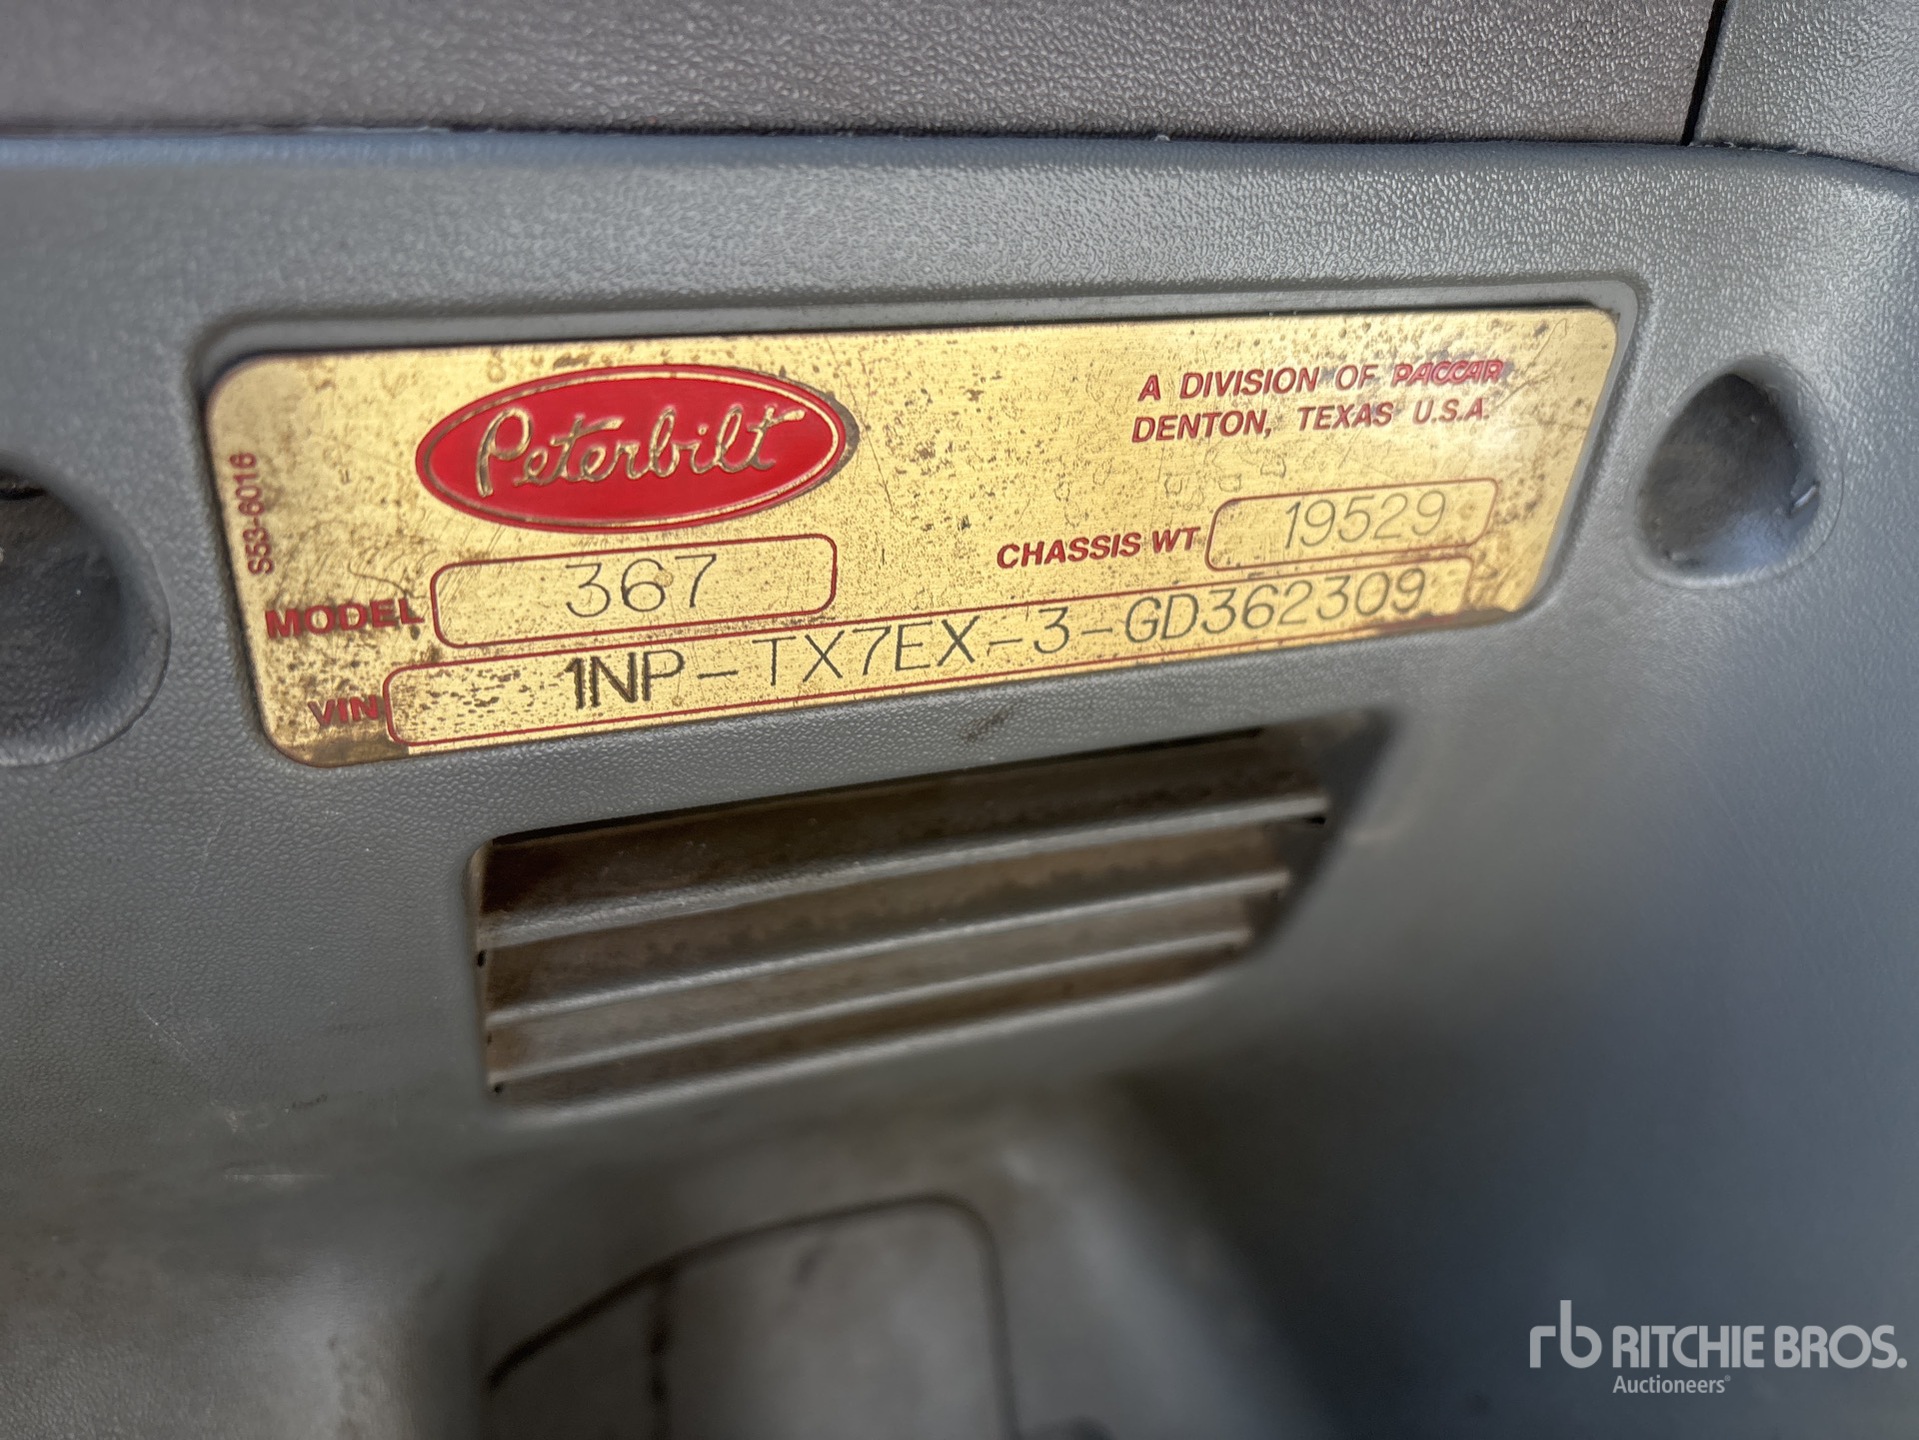 Peterbilt
A DIVISION OF PACCAR
DENTON, TEXAS U.S.A.
S53-6016
MODEL 367
CHASSIS WT 19529
VIN 1NP-TX7EX-3-GD362309
rb RITCHIE BROS.
Auctioneers®